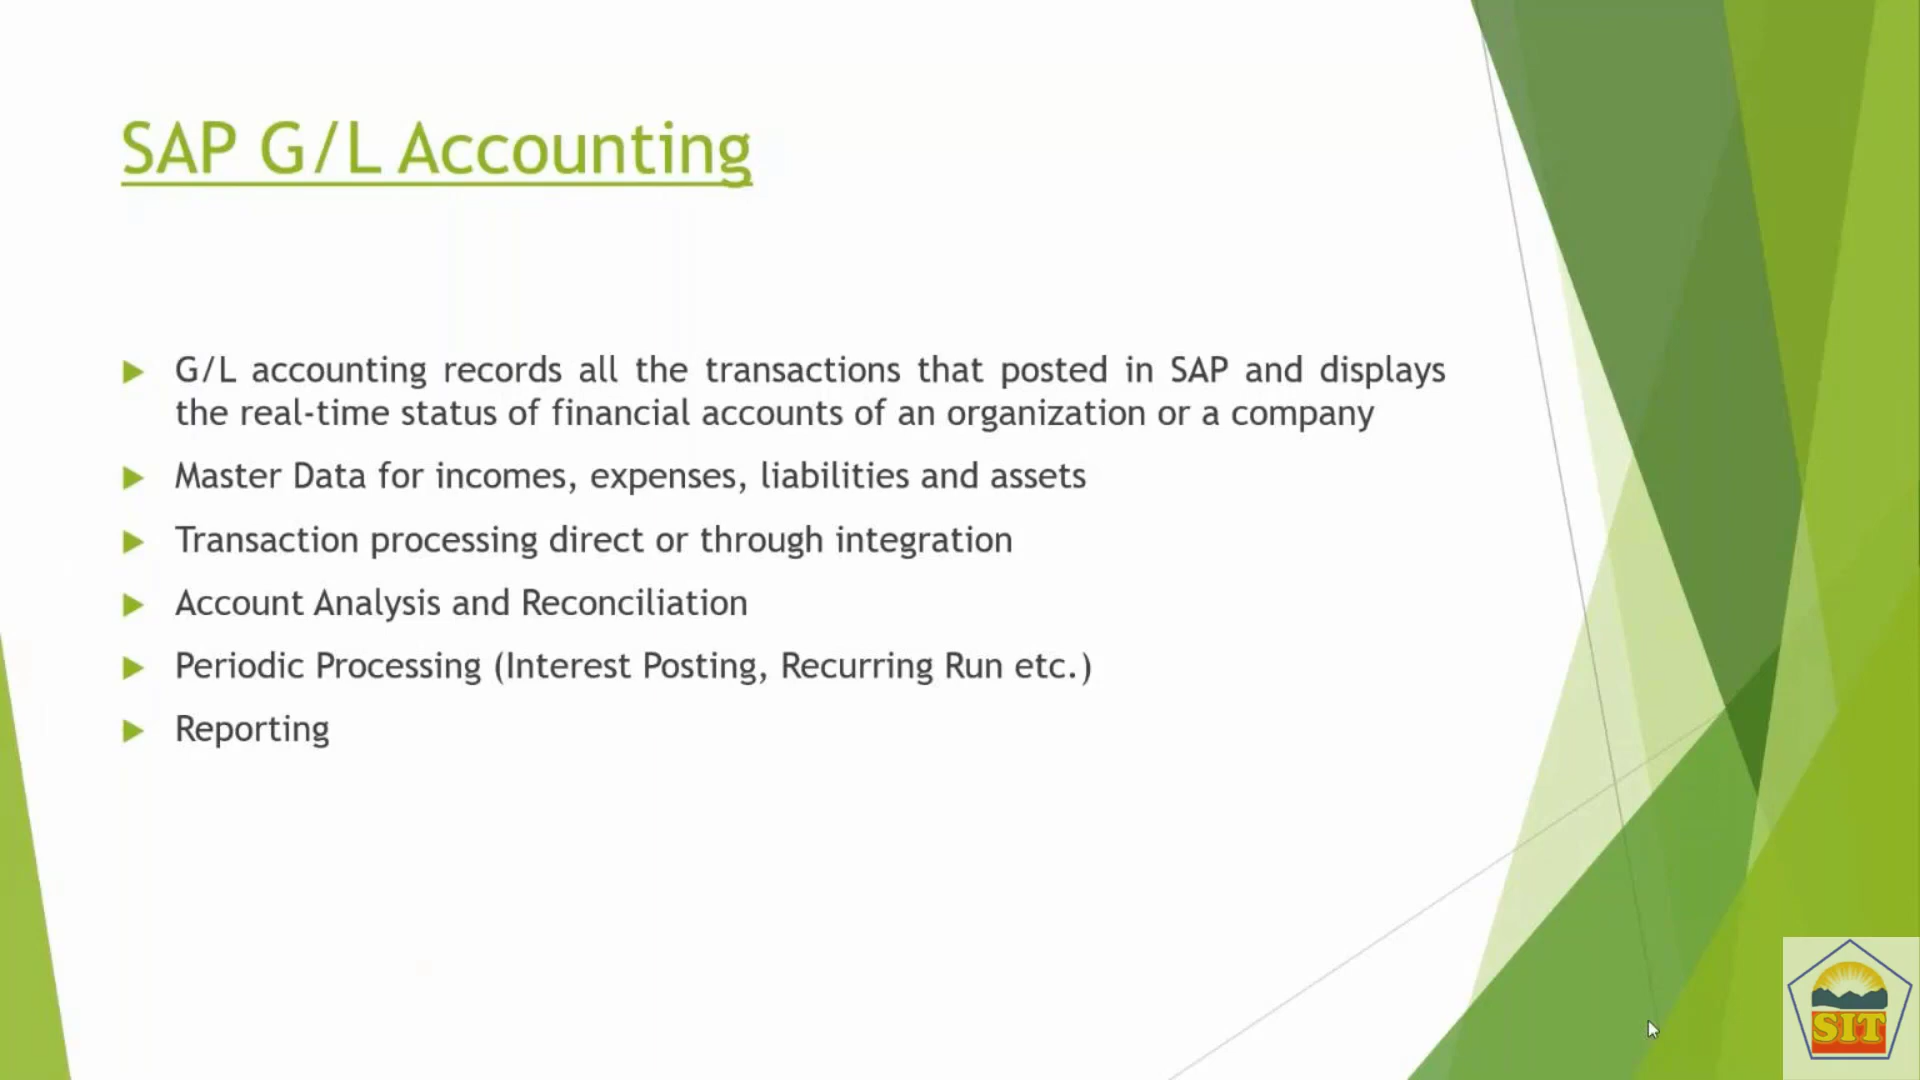 SAP G/L Accounting
G/L accounting records all the transactions that posted in SAP and displays
the real-time status of financial accounts of an organization or a company
Master Data for incomes, expenses, liabilities and assets
Transaction processing direct or through integration
Account Analysis and Reconciliation
Periodic Processing (Interest Posting, Recurring Run etc.)
Reporting
SIT